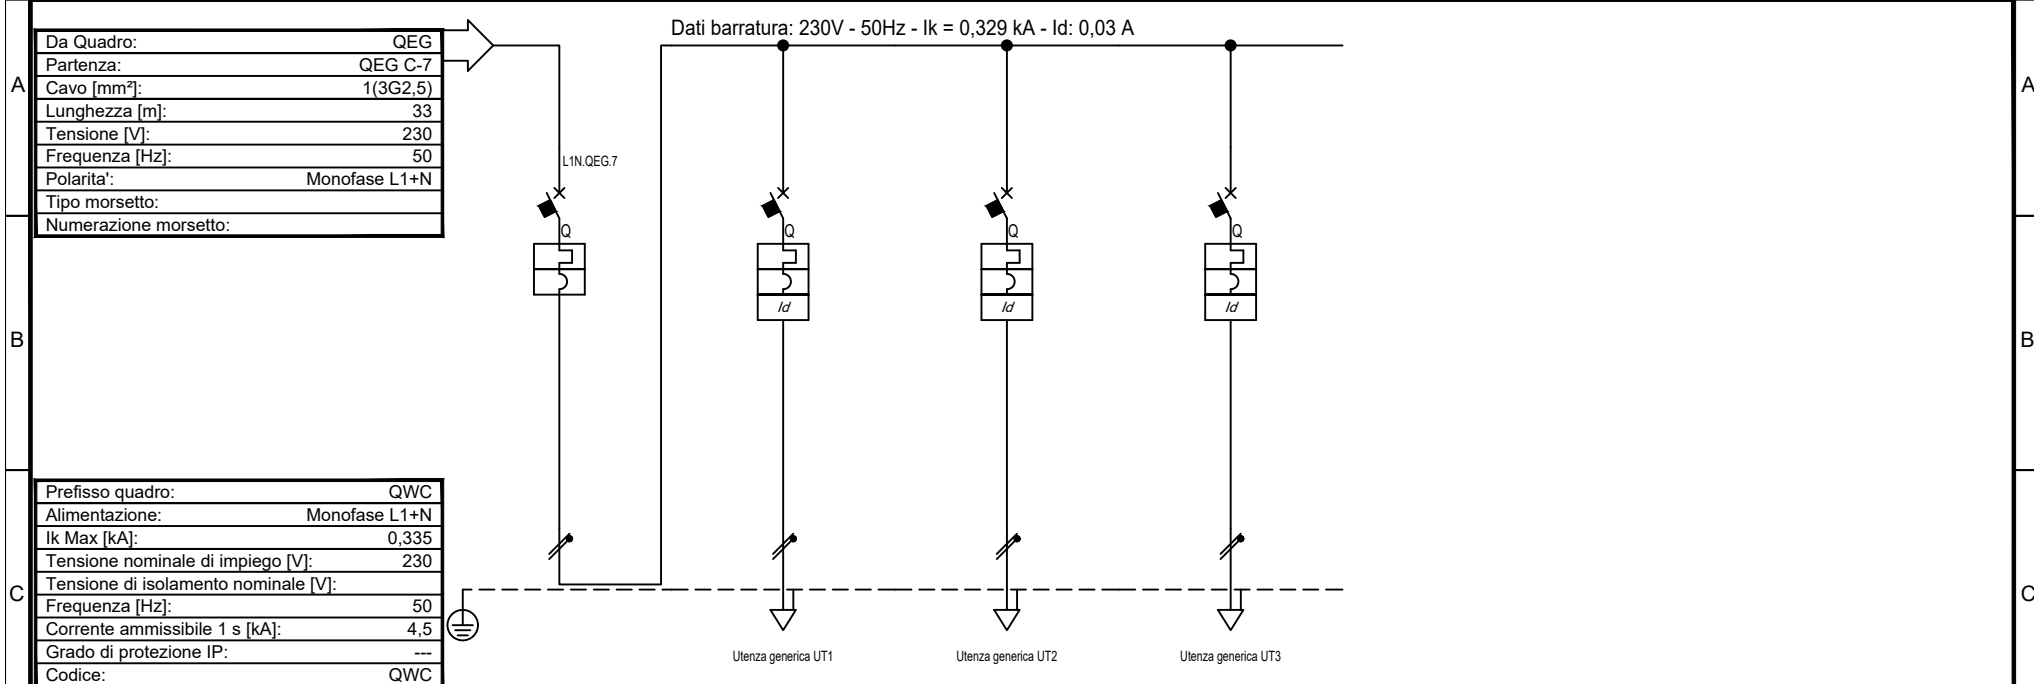 Dati barratura: 230V - 50Hz - Ik = 0,329 kA - Id: 0,03 A
Da Quadro: QEG
Partenza: QEG C-7
Cavo [mm²]: 1(3G2,5)
Lunghezza [m]: 33
Tensione [V]: 230
Frequenza [Hz]: 50
Polarita': Monofase L1+N
Tipo morsetto:
Numerazione morsetto:
A
A
L1N.QEG.7
Q
Q
Q
Q
Id
Id
Id
B
B
Prefisso quadro: QWC
Alimentazione: Monofase L1+N
Ik Max [kA]: 0,335
Tensione nominale di impiego [V]: 230
Tensione di isolamento nominale [V]:
Frequenza [Hz]: 50
Corrente ammissibile 1 s [kA]: 4,5
Grado di protezione IP: ---
Codice: QWC
C
C
Utenza generica UT1
Utenza generica UT2
Utenza generica UT3